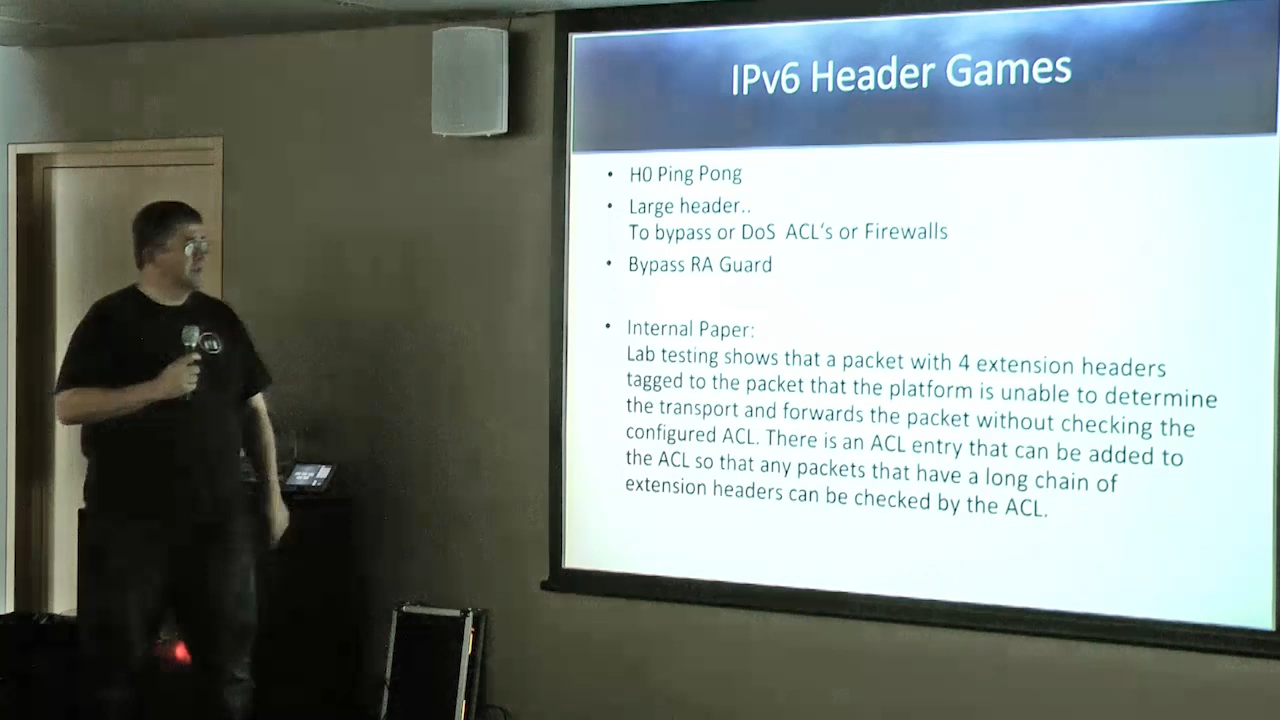 IPv6 Header Games
• H0 Ping Pong
• Large header..
To bypass or DoS ACL's or Firewalls
• Bypass RA Guard
• Internal Paper:
Lab testing shows that a packet with 4 extension headers
tagged to the packet that the platform is unable to determine
the transport and forwards the packet without checking the
configured ACL. There is an ACL entry that can be added to
the ACL so that any packets that have a long chain of
extension headers can be checked by the ACL.